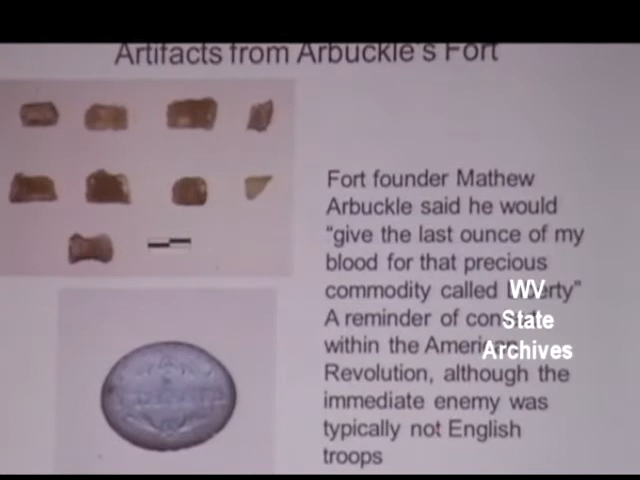 Artifacts from Arbuckle's Fort
Fort founder Mathew
Arbuckle said he would
“give the last ounce of my
blood for that precious
commodity called Liberty”
A reminder of
within the American
Revolution, although the
immediate enemy was
typically not English
troops
WV
State
Archives